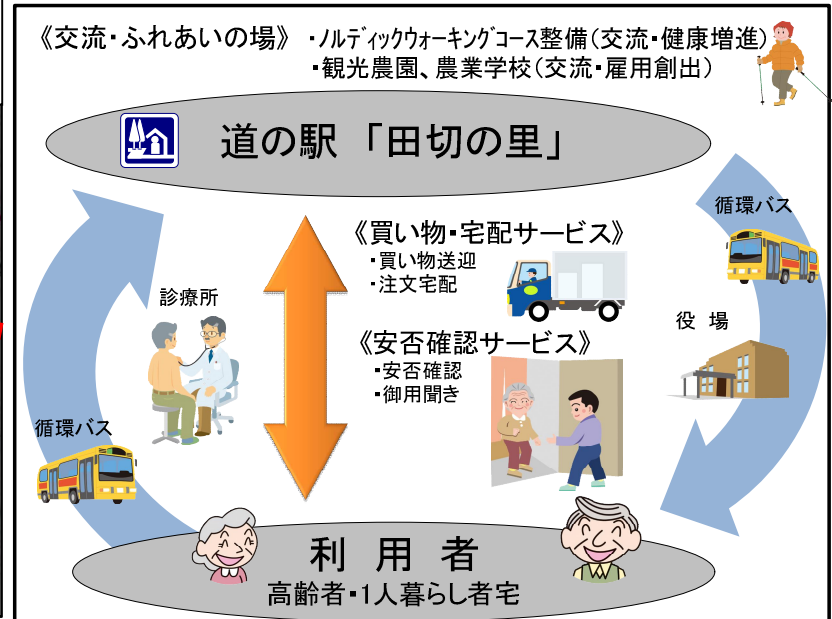 《交流・ふれあいの場》 ・ノルディックウォーキングコース整備(交流・健康増進)
・観光農園、農業学校(交流・雇用創出)
道の駅 「田切の里」
循環バス
《買い物・宅配サービス》
・買い物送迎
・注文宅配
診療所
役 場
《安否確認サービス》
・安否確認
・御用聞き
循環バス
利 用 者
高齢者・1人暮らし者宅